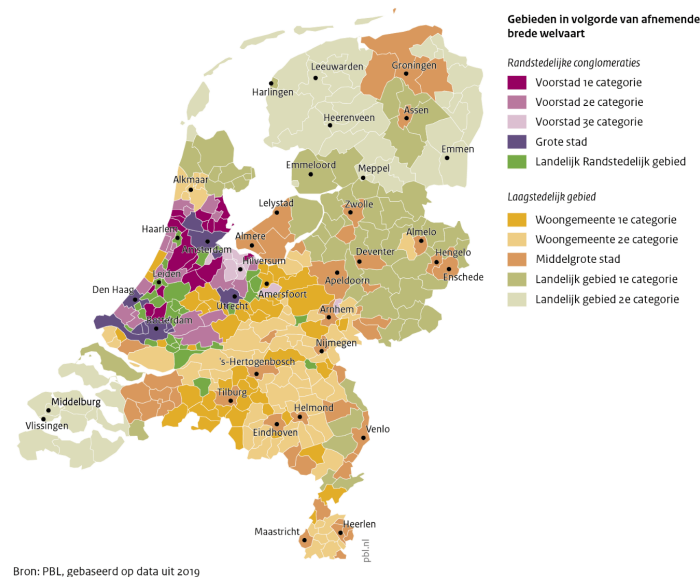 Gebieden in volgorde van afnemende
brede welvaart
Randstedelijke conglomeraties
Voorstad 1e categorie
Voorstad 2e categorie
Voorstad 3e categorie
Grote stad
Landelijk Randstedelijk gebied
Laagstedelijk gebied
Woongemeente 1e categorie
Woongemeente 2e categorie
Middelgrote stad
Landelijk gebied 1e categorie
Landelijk gebied 2e categorie
Groningen
Leeuwarden
Harlingen
Assen
Heerenveen
Emmen
Emmeloord
Meppel
Alkmaar
Lelystad
Zwolle
Haarlem
Almere
Almelo
Amsterdam
Hengelo
Hilversum
Deventer
Enschede
Leiden
Apeldoorn
Den Haag
Amersfoort
Utrecht
Arnhem
Rotterdam
Nijmegen
's-Hertogenbosch
Middelburg
Tilburg
Vlissingen
Helmond
Eindhoven
Venlo
Maastricht
Heerlen
pbl.nl
Bron: PBL, gebaseerd op data uit 2019